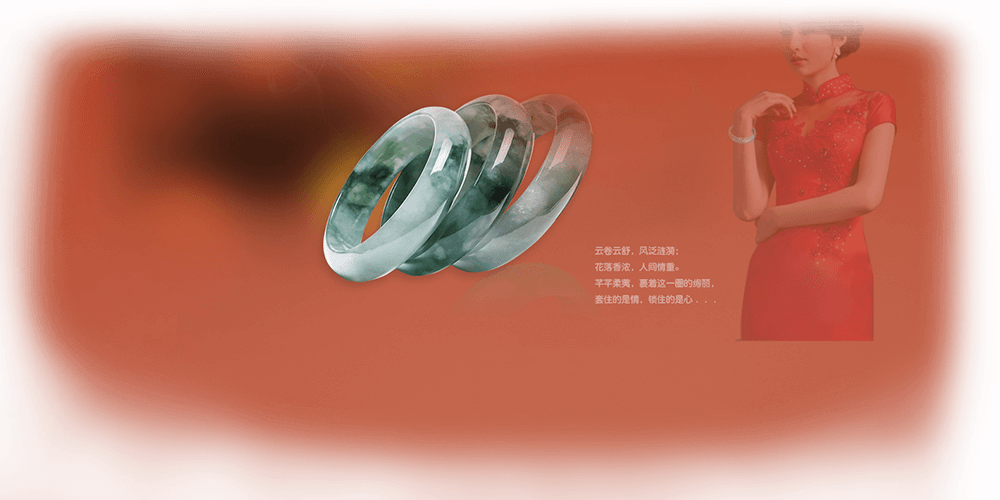 云卷云舒，风泛涟漪；
花落香浓，人间情重。
芊芊柔荑，裹着这一圈的绚丽，
套住的是情，锁住的是心 . . .